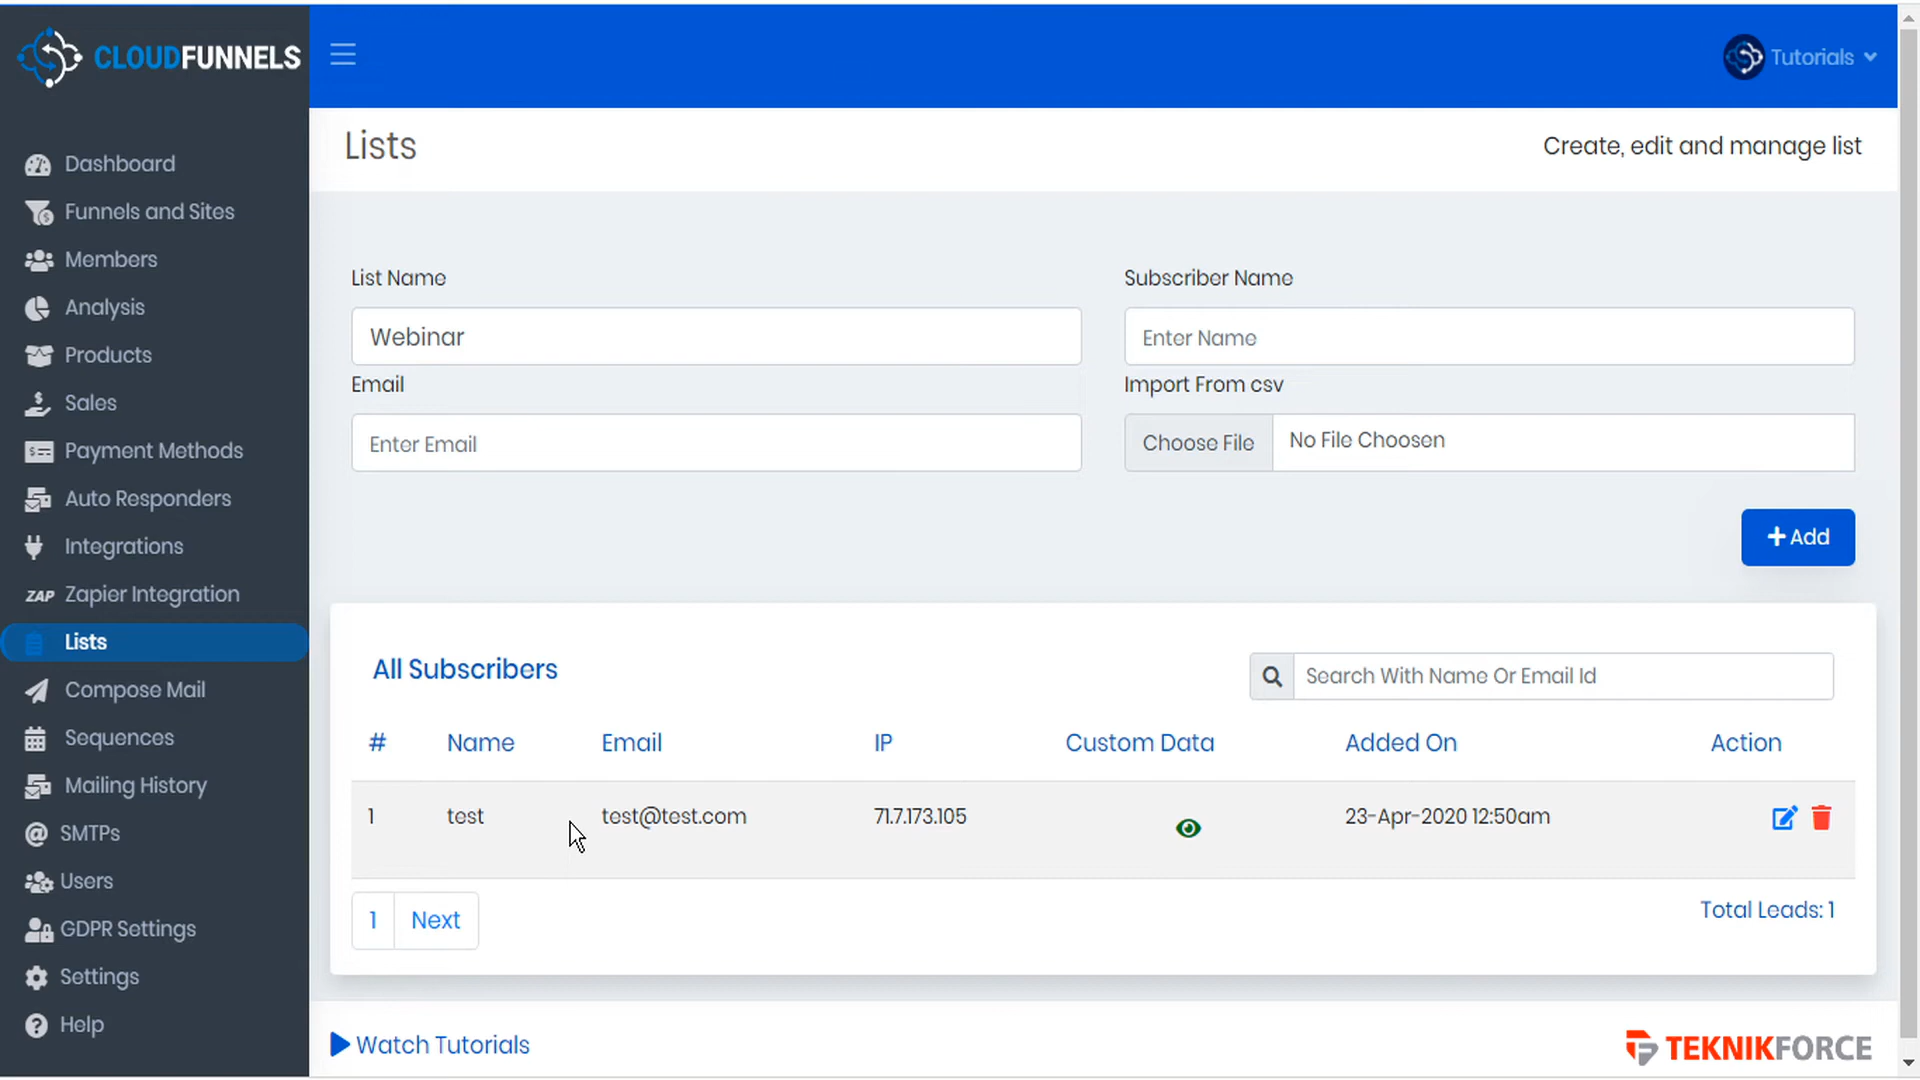 CLOUDFUNNELS
Tutorials
Dashboard
Funnels and Sites
Members
Analysis
Products
Sales
Payment Methods
Auto Responders
Integrations
ZAP Zapier Integration
Lists
Compose Mail
Sequences
Mailing History
SMTPs
Users
GDPR Settings
Settings
Help
Lists
Create, edit and manage list
List Name
Subscriber Name
Webinar
Enter Name
Email
Import From csv
Enter Email
Choose File No File Choosen
+Add
All Subscribers
Search With Name Or Email Id
# Name Email IP Custom Data Added On Action
1 test test@test.com 71.7.173.105 23-Apr-2020 12:50am
1 Next
Total Leads: 1
Watch Tutorials
TEKNIKFORCE